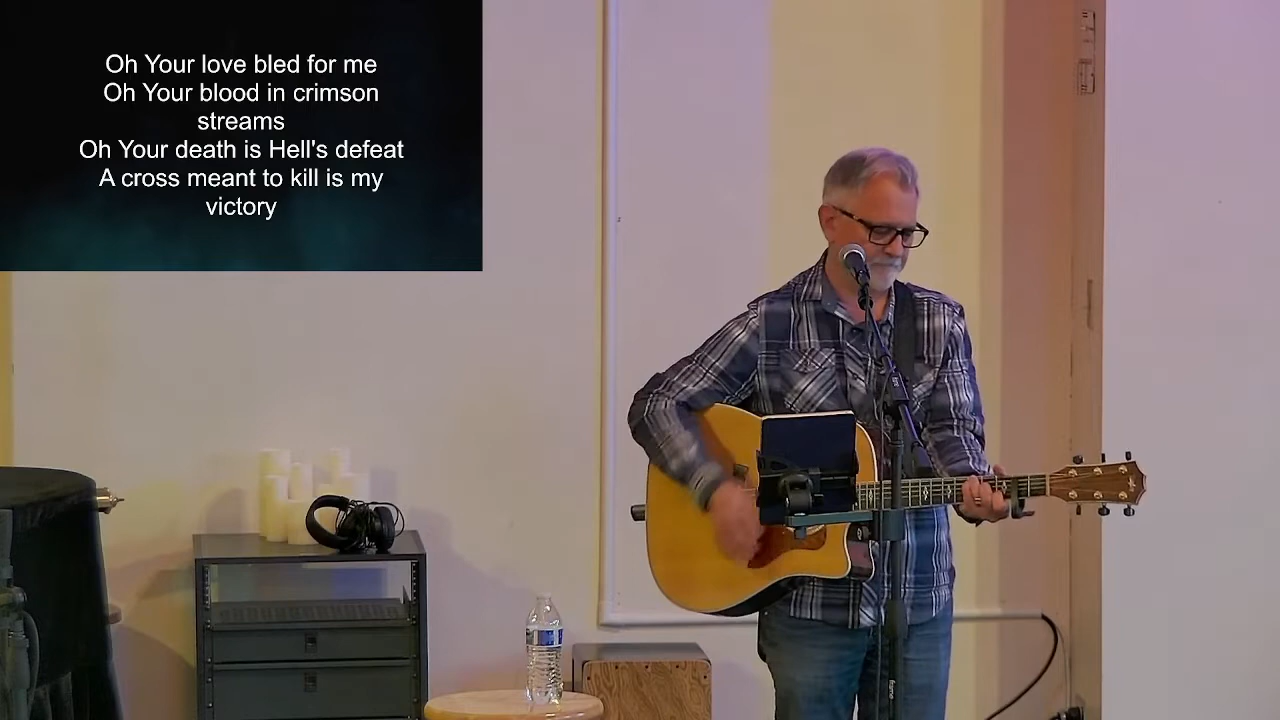 Oh Your love bled for me
Oh Your blood in crimson
streams
Oh Your death is Hell's defeat
A cross meant to kill is my
victory